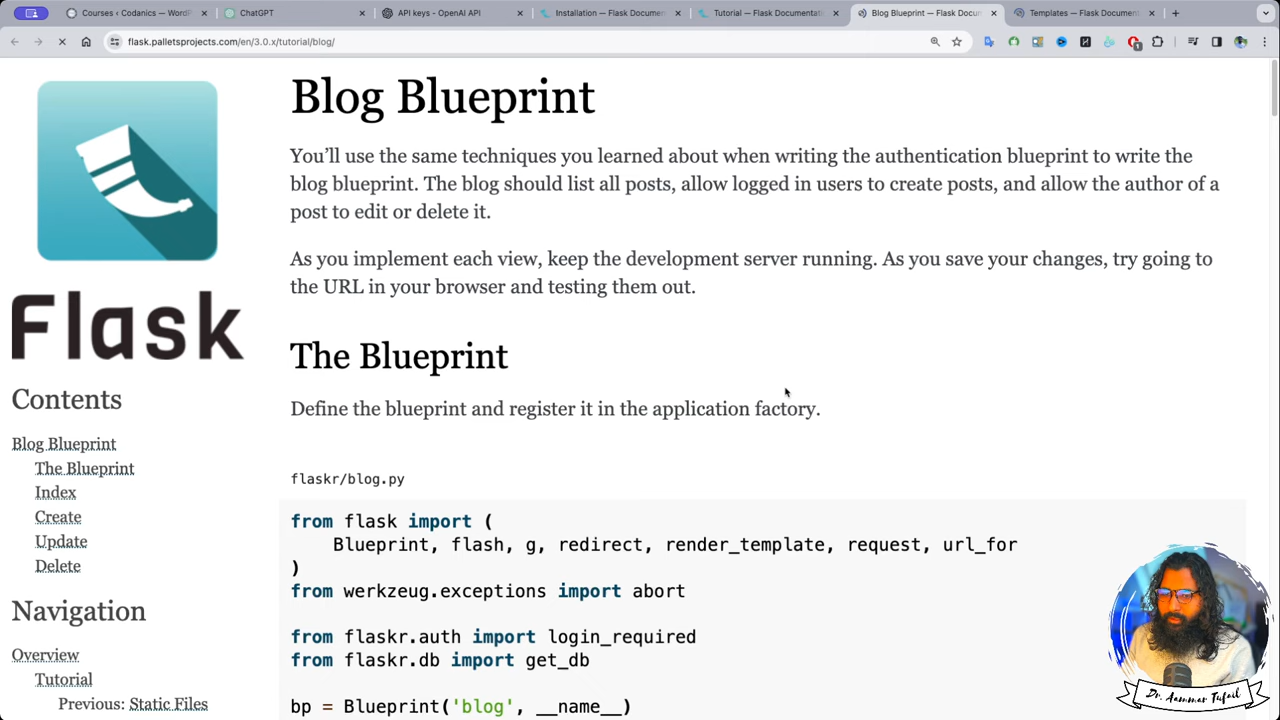 Courses ‹ Codanics — WordP
ChatGPT
API keys - OpenAI API
Installation — Flask Documen
Tutorial — Flask Documentati
Blog Blueprint — Flask Docum
Templates — Flask Documenta
flask.palletsprojects.com/en/3.0.x/tutorial/blog/
Flask
Contents
Blog Blueprint
The Blueprint
Index
Create
Update
Delete
Navigation
Overview
Tutorial
Previous: Static Files
Blog Blueprint
You’ll use the same techniques you learned about when writing the authentication blueprint to write the
blog blueprint. The blog should list all posts, allow logged in users to create posts, and allow the author of a
post to edit or delete it.
As you implement each view, keep the development server running. As you save your changes, try going to
the URL in your browser and testing them out.
The Blueprint
Define the blueprint and register it in the application factory.
flaskr/blog.py
from flask import (
    Blueprint, flash, g, redirect, render_template, request, url_for
)
from werkzeug.exceptions import abort
from flaskr.auth import login_required
from flaskr.db import get_db
bp = Blueprint('blog', __name__)
Dr. Aammar Tufail